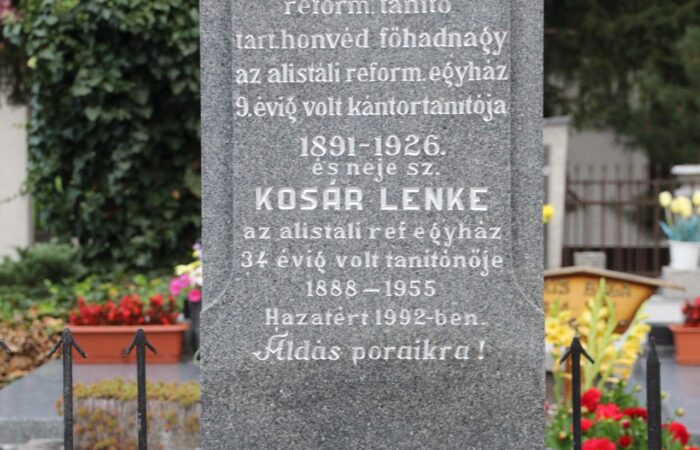 reform. tanító
tart. honvéd főhadnagy
az alistáli reform. egyház
9. évig volt kántortanítója
1891-1926.
és neje sz.
KOSÁR LENKE
az alistáli ref egyház
34 évig volt tanítónője
1888 – 1955
Hazatért 1992-ben.
Áldás poraikra !